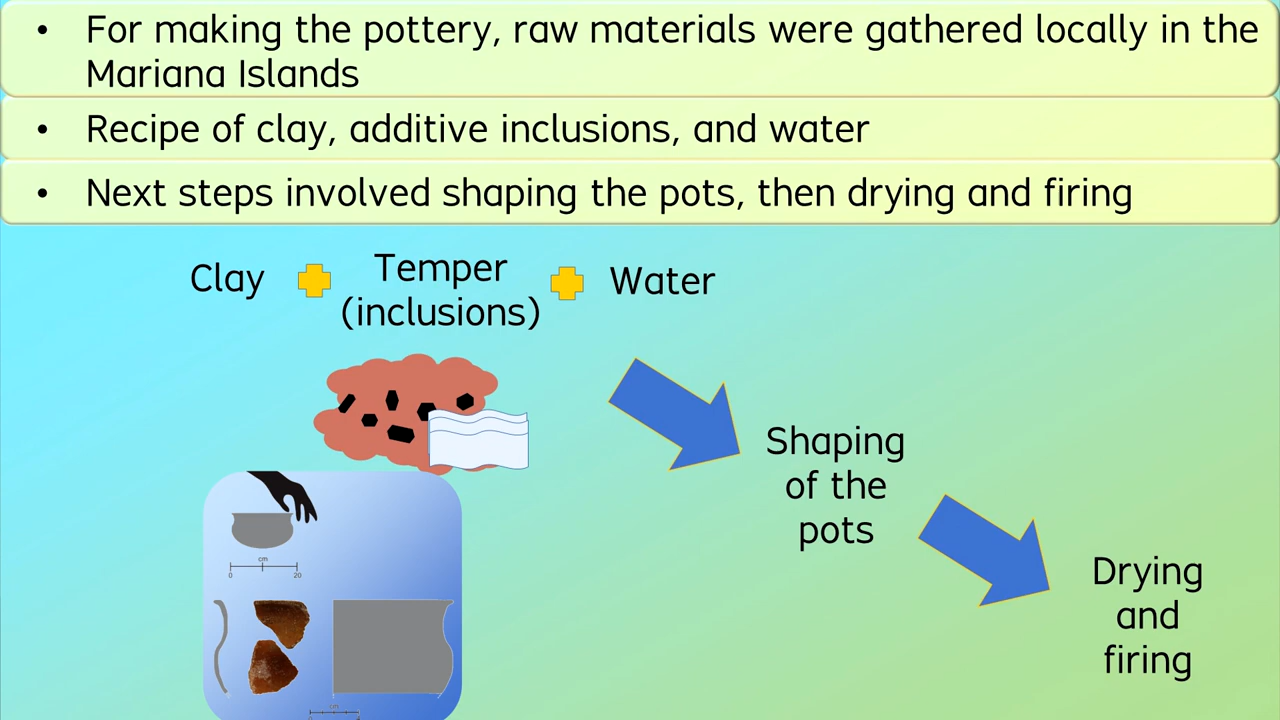 • For making the pottery, raw materials were gathered locally in the
Mariana Islands
• Recipe of clay, additive inclusions, and water
• Next steps involved shaping the pots, then drying and firing
Clay
Temper
(inclusions)
Water
Shaping
of the
pots
Drying
and
firing
cm
0 20
cm